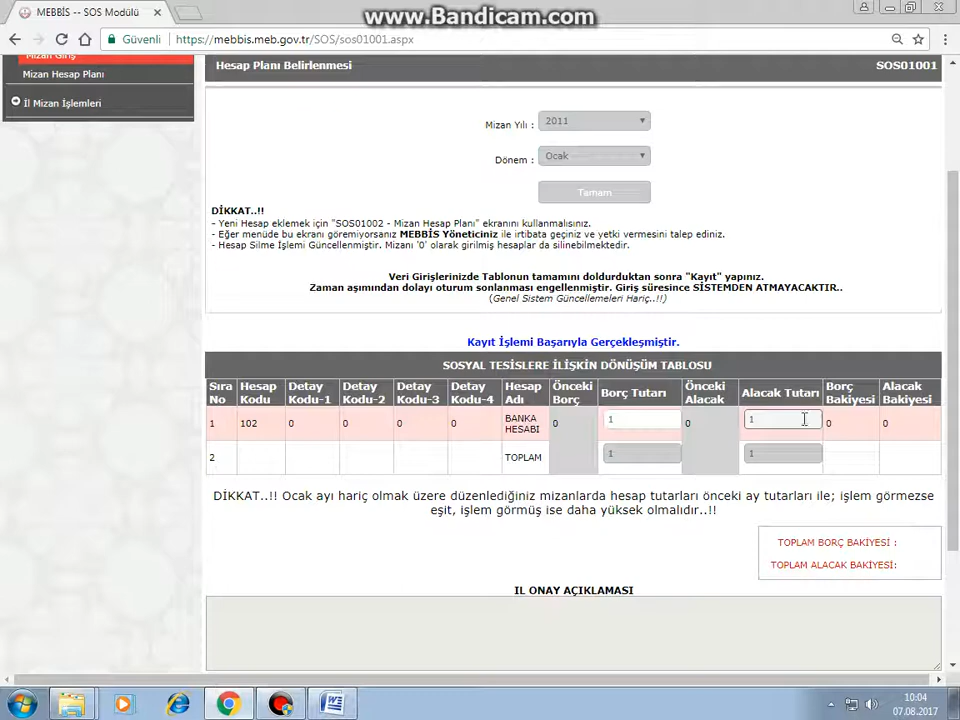 www.Bandicam.com
MEBBİS -- SOS Modülü
Güvenli
https://mebbis.meb.gov.tr/SOS/sos01001.aspx
Mizan Giriş
Mizan Hesap Planı
İl Mizan İşlemleri
Hesap Planı Belirlenmesi SOS01001
Mizan Yılı : 2011
Dönem : Ocak
Tamam
DİKKAT..!!
- Yeni Hesap eklemek için "SOS01002 - Mizan Hesap Planı" ekranını kullanmalısınız.
- Eğer menüde bu ekranı göremiyorsanız MEBBİS Yöneticiniz ile irtibata geçiniz ve yetki vermesini talep ediniz.
- Hesap Silme İşlemi Güncellenmiştir. Mizanı '0' olarak girilmiş hesaplar da silinebilmektedir.
Veri Girişlerinizde Tablonun tamamını doldurduktan sonra "Kayıt" yapınız.
Zaman aşımından dolayı oturum sonlanması engellenmiştir. Giriş süresince SİSTEMDEN ATMAYACAKTIR..
(Genel Sistem Güncellemeleri Hariç..!!)
Kayıt İşlemi Başarıyla Gerçekleşmiştir.
SOSYAL TESİSLERE İLİŞKİN DÖNÜŞÜM TABLOSU
Sıra No Hesap Kodu Detay Kodu-1 Detay Kodu-2 Detay Kodu-3 Detay Kodu-4 Hesap Adı Önceki Borç Borç Tutarı Önceki Alacak Alacak Tutarı Borç Bakiyesi Alacak Bakiyesi
1 102 0 0 0 0 BANKA HESABI 0 1 0 1 0 0
2 TOPLAM 1 1
DİKKAT..!! Ocak ayı hariç olmak üzere düzenlediğiniz mizanlarda hesap tutarları önceki ay tutarları ile; işlem görmezse
eşit, işlem görmüş ise daha yüksek olmalıdır..!!
TOPLAM BORÇ BAKİYESİ :
TOPLAM ALACAK BAKİYESİ:
IL ONAY AÇIKLAMASI
10:04
07.08.2017